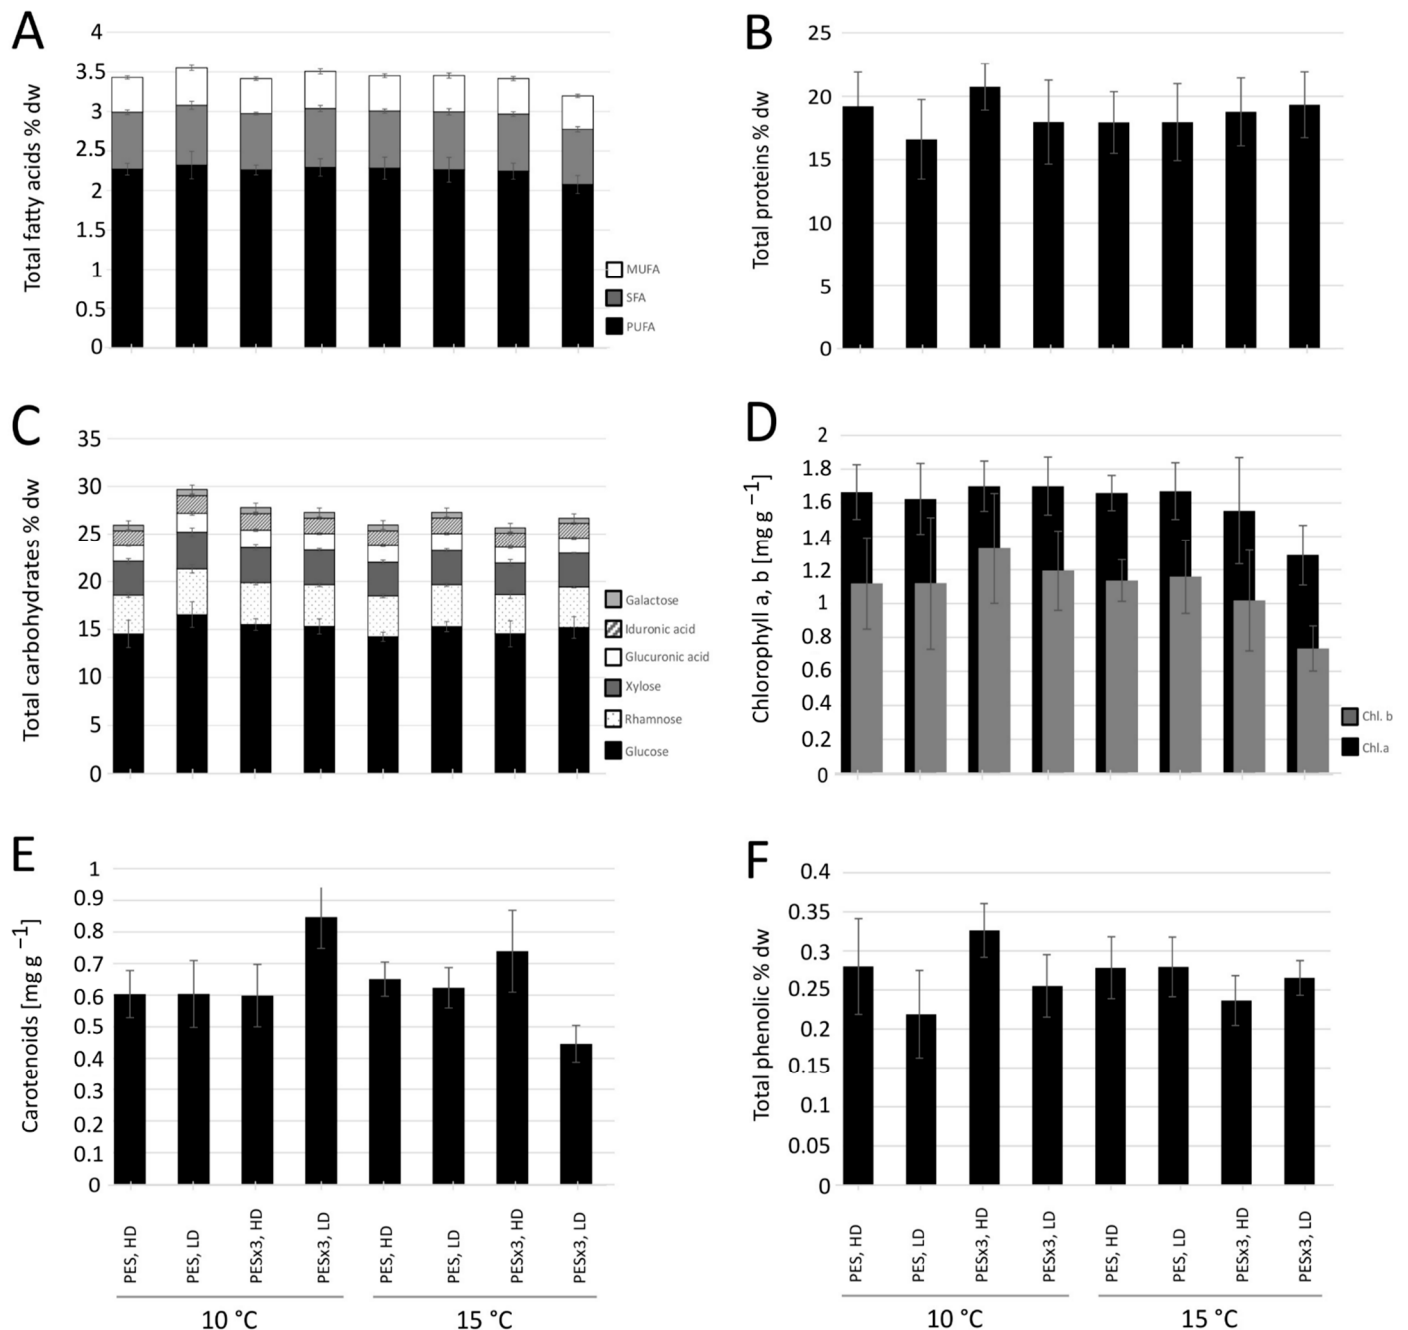 A
Total fatty acids % dw
4
3.5
3
2.5
2
1.5
1
0.5
0
MUFA
SFA
PUFA
B
Total proteins % dw
25
20
15
10
5
0
C
Total carbohydrates % dw
35
30
25
20
15
10
5
0
Galactose
Iduronic acid
Glucuronic acid
Xylose
Rhamnose
Glucose
D
Chlorophyll a, b [mg g −1]
2
1.8
1.6
1.4
1.2
1
0.8
0.6
0.4
0.2
0
Chl. b
Chl.a
E
Carotenoids [mg g −1]
1
0.9
0.8
0.7
0.6
0.5
0.4
0.3
0.2
0.1
0
PES, HD
PES, LD
PESx3, HD
PESx3, LD
PES, HD
PES, LD
PESx3, HD
PESx3, LD
10 °C
15 °C
F
Total phenolic % dw
0.4
0.35
0.3
0.25
0.2
0.15
0.1
0.05
0
PES, HD
PES, LD
PESx3, HD
PESx3, LD
PES, HD
PES, LD
PESx3, HD
PESx3, LD
10 °C
15 °C